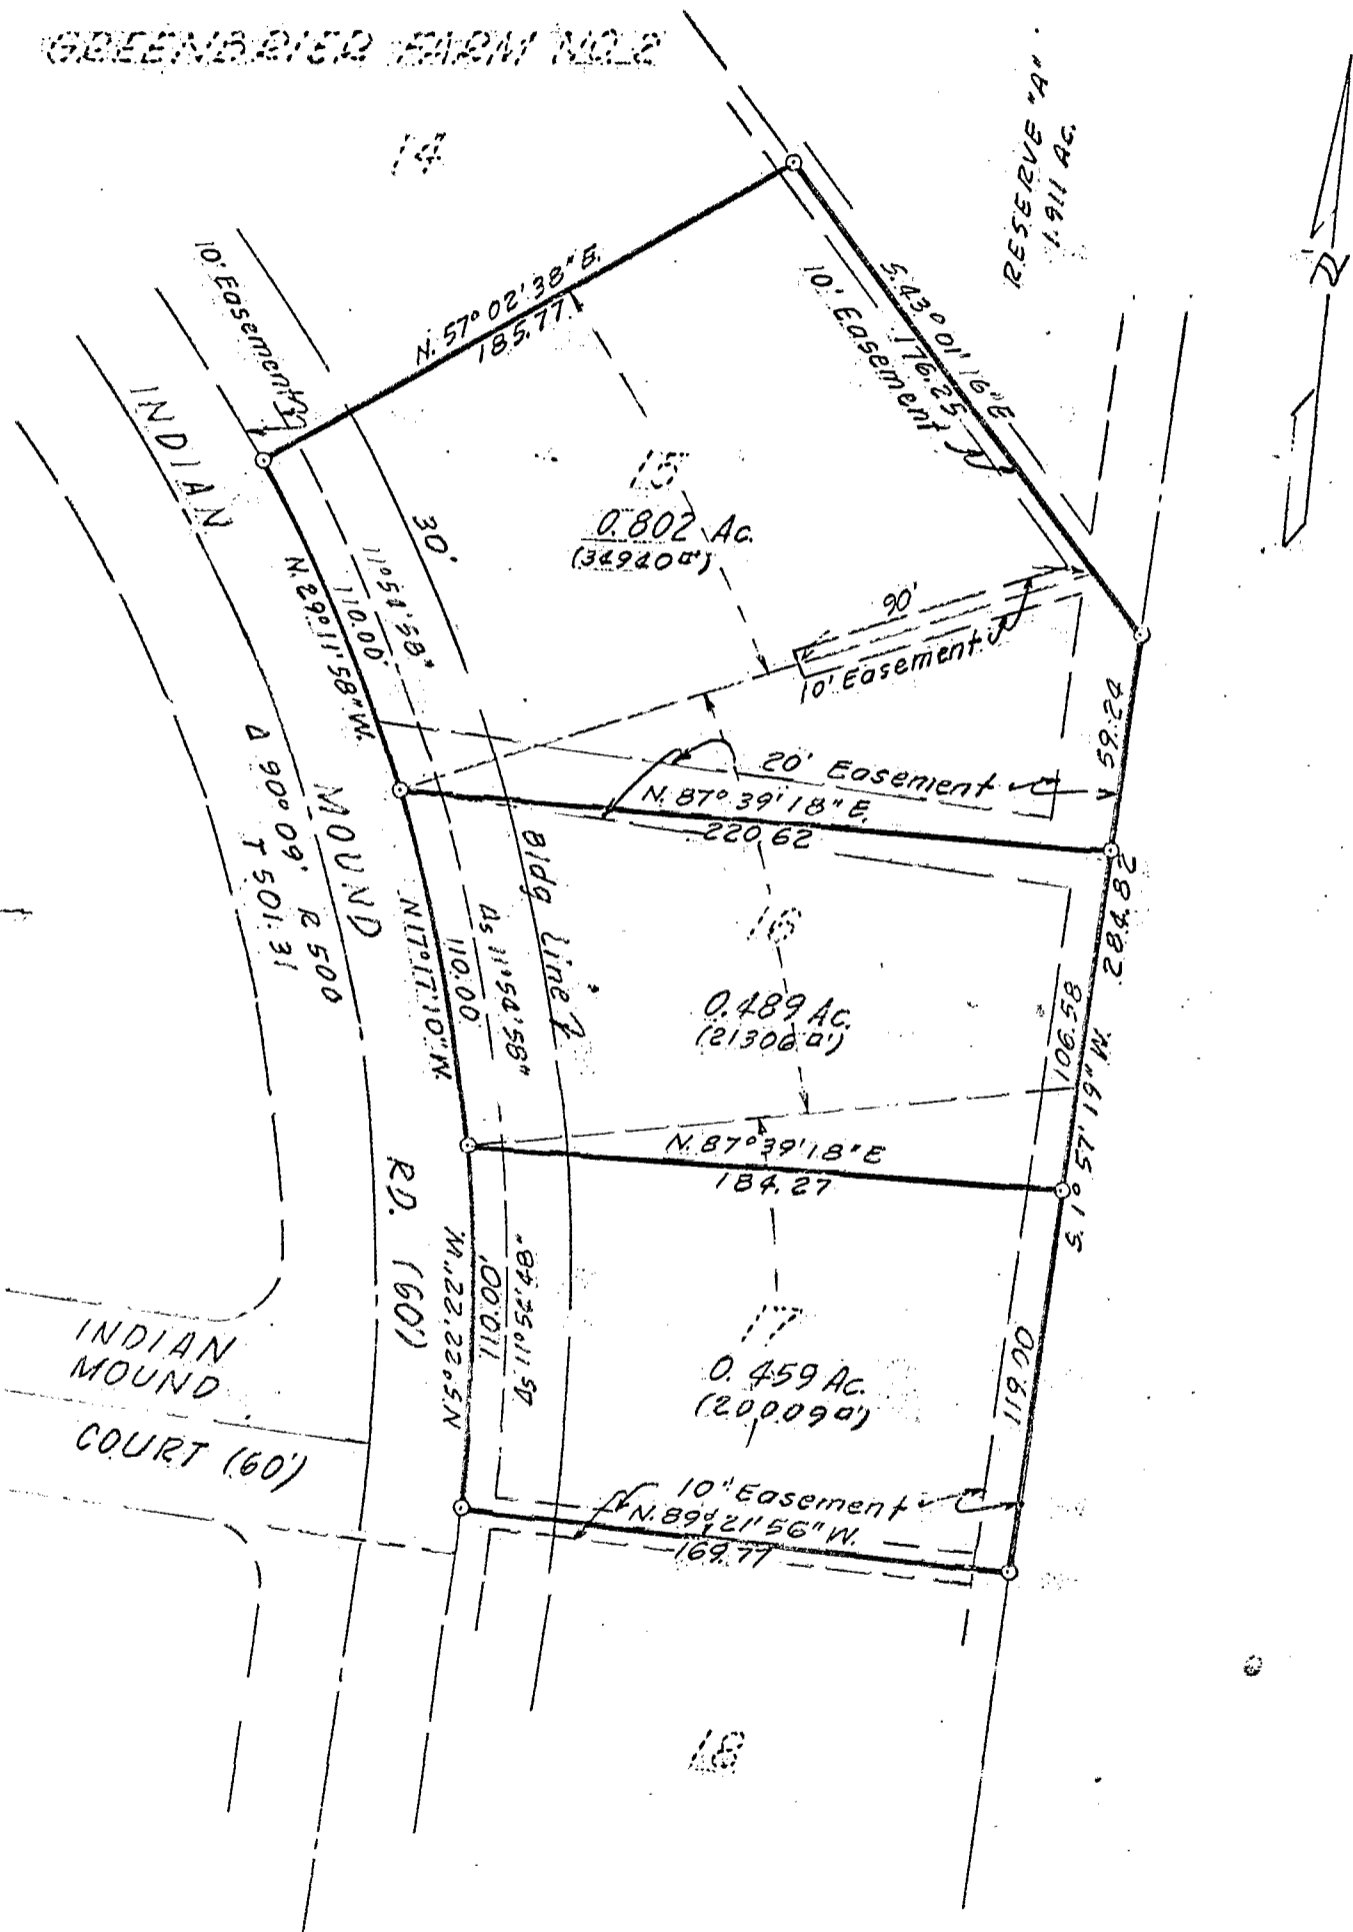 GREENBRIER FARM NO. 2
14
RESERVE "A"
1.911 Ac.
10' Easement
N. 57° 02' 38" E.
185.77
S. 43° 01' 16" E
176.25
10' Easement
INDIAN
30'
15
0.802 Ac.
(34940□')
11° 54' 58"
110.00
N. 29° 11' 58" W.
90'
10' Easement
59.24
20' Easement
N. 87° 39' 18" E.
220.62
MOUND
Δ 90° 09' R 500
T 501.31
Bldg Line
16
0.489 Ac.
(21306□')
Δs 11° 54' 58"
110.00
N 17° 17' 10" W.
284.82
106.58
S. 1° 57' 19" W.
N. 87° 39' 18" E
184.27
RD. (60')
Δs 11° 54' 48"
110.00'
N.5° 22' 22" W.
17
0.459 Ac.
(20009□')
119.00
INDIAN
MOUND
COURT (60')
10' Easement
N. 89° 21' 56" W.
169.77
18